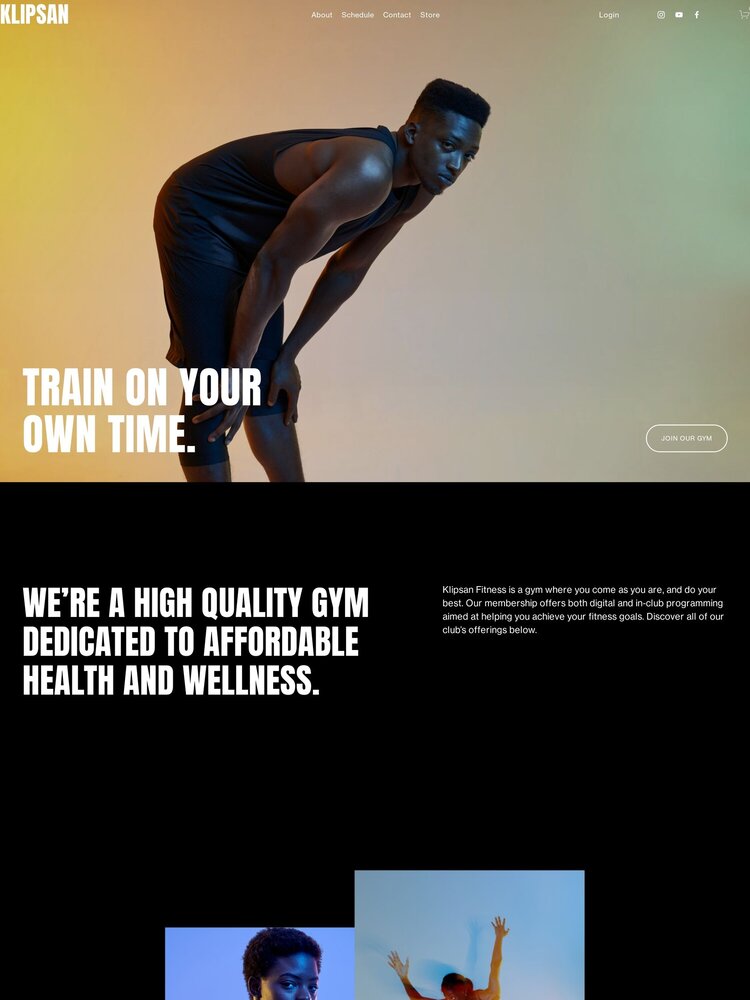 KLIPSAN
About Schedule Contact Store
Login
TRAIN ON YOUR
OWN TIME.
JOIN OUR GYM
WE’RE A HIGH QUALITY GYM
DEDICATED TO AFFORDABLE
HEALTH AND WELLNESS.
Klipsan Fitness is a gym where you come as you are, and do your
best. Our membership offers both digital and in-club programming
aimed at helping you achieve your fitness goals. Discover all of our
club’s offerings below.